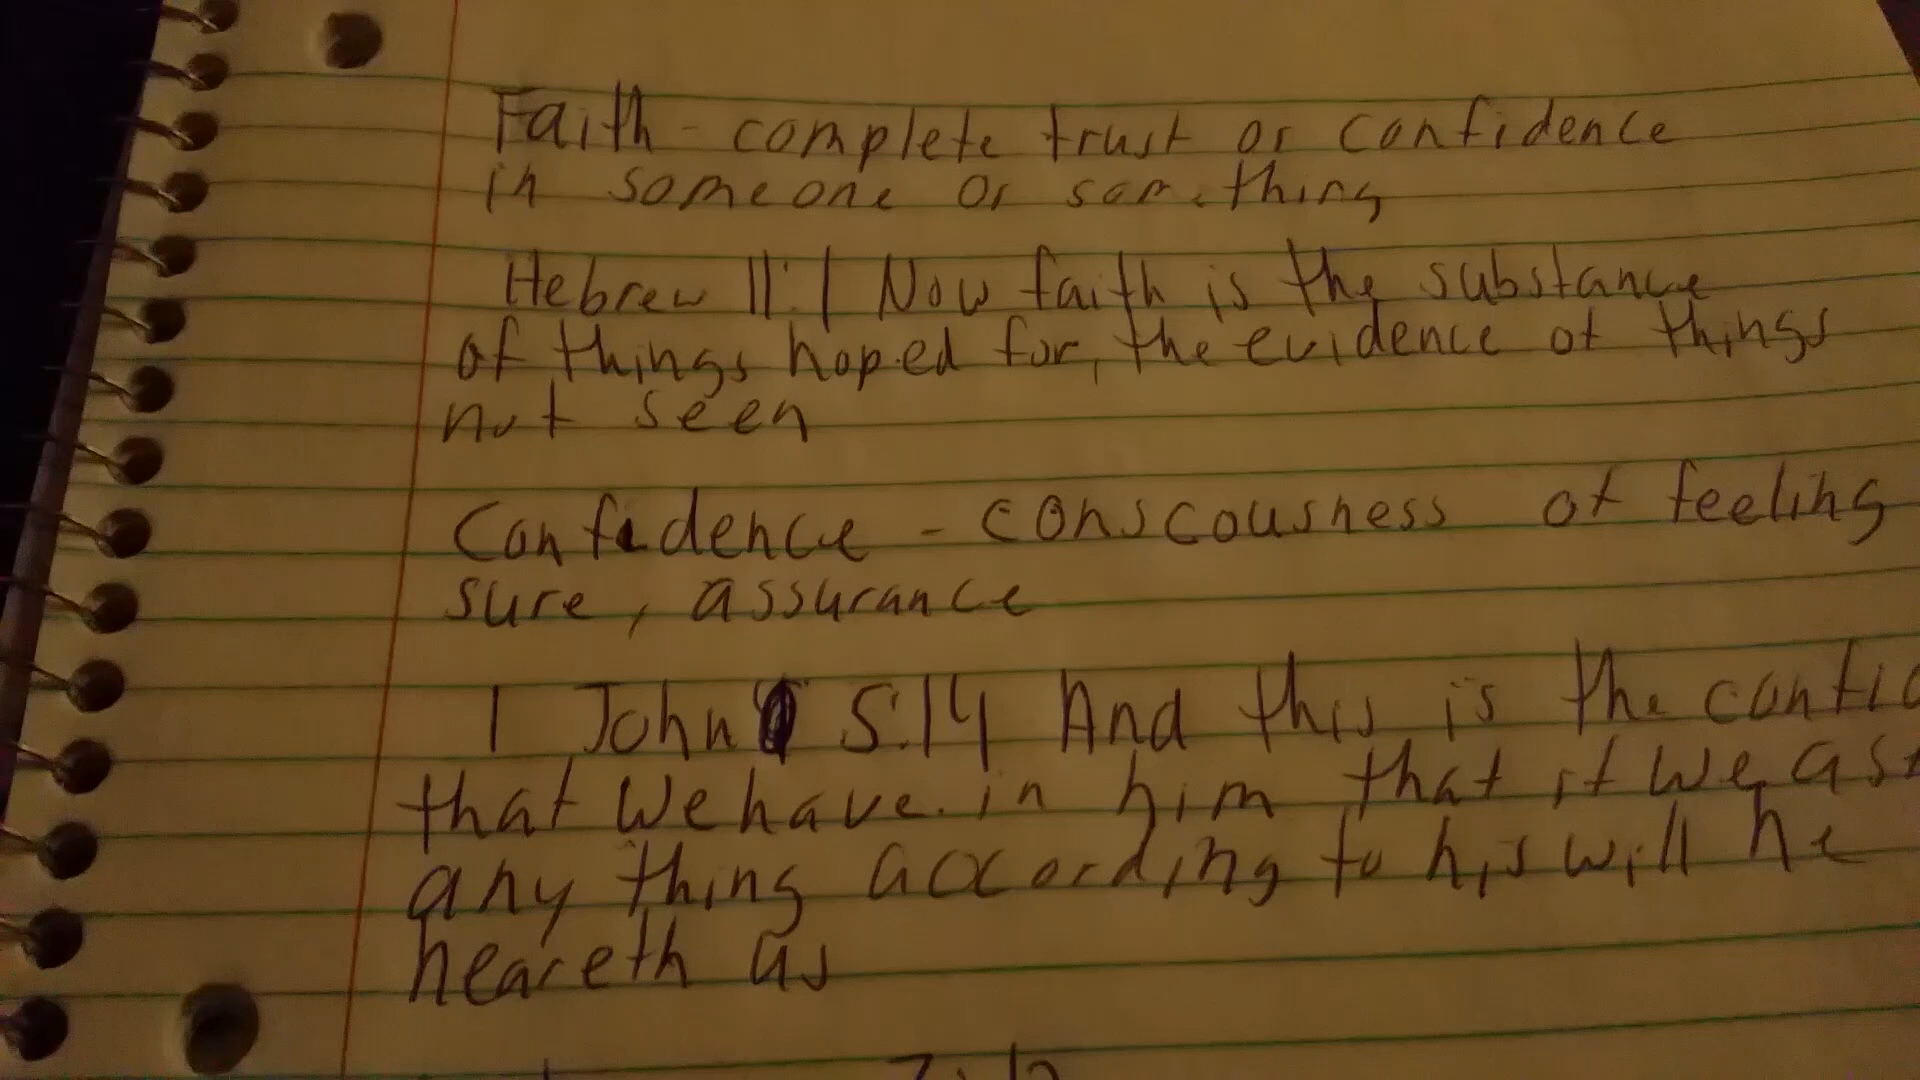 Faith - complete trust or confidence
in someone or something
Hebrew 11:1 Now faith is the substance
of things hoped for, the evidence of things
not seen
Confidence - conscousness of feeling
sure, assurance
1 John 5:14 And this is the confid
that we have in him that if we ask
any thing according to his will he
heareth us